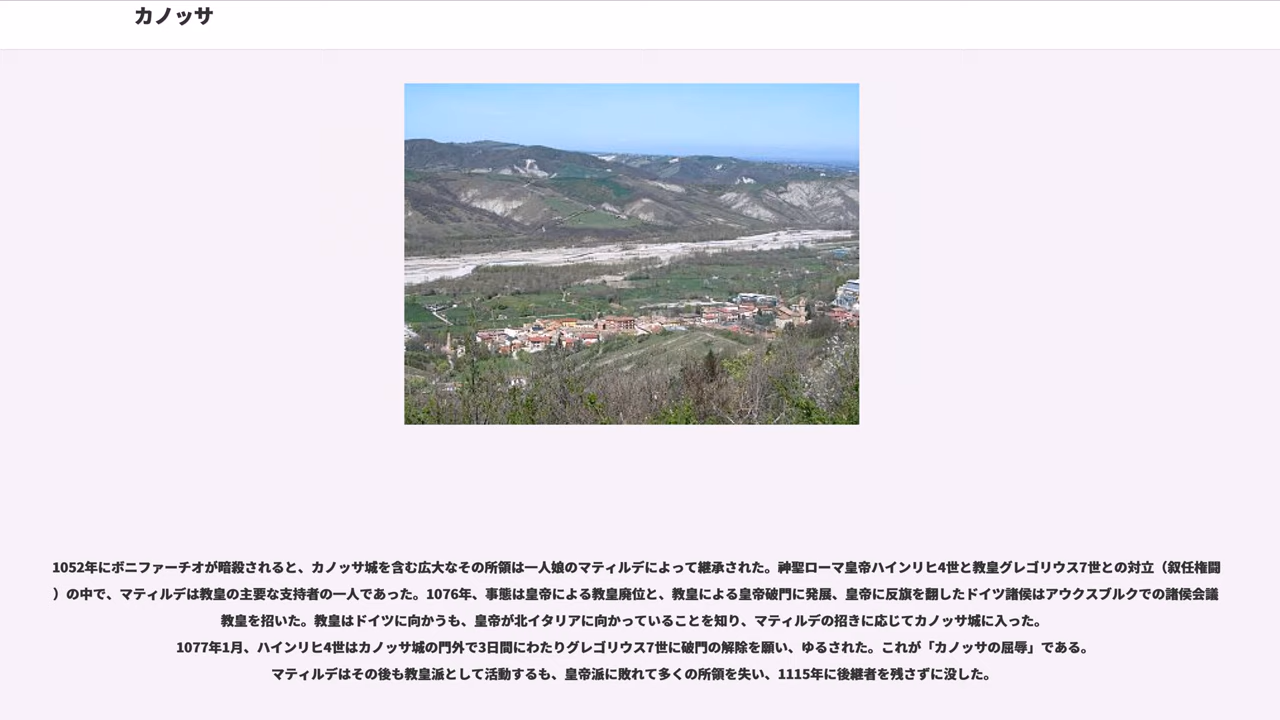 カノッサ
1052年にボニファーチオが暗殺されると、カノッサ城を含む広大なその所領は一人娘のマティルデによって継承された。神聖ローマ皇帝ハインリヒ4世と教皇グレゴリウス7世との対立（叙任権闘
）の中で、マティルデは教皇の主要な支持者の一人であった。1076年、事態は皇帝による教皇廃位と、教皇による皇帝破門に発展、皇帝に反旗を翻したドイツ諸侯はアウクスブルクでの諸侯会議
教皇を招いた。教皇はドイツに向かうも、皇帝が北イタリアに向かっていることを知り、マティルデの招きに応じてカノッサ城に入った。
1077年1月、ハインリヒ4世はカノッサ城の門外で3日間にわたりグレゴリウス7世に破門の解除を願い、ゆるされた。これが「カノッサの屈辱」である。
マティルデはその後も教皇派として活動するも、皇帝派に敗れて多くの所領を失い、1115年に後継者を残さずに没した。